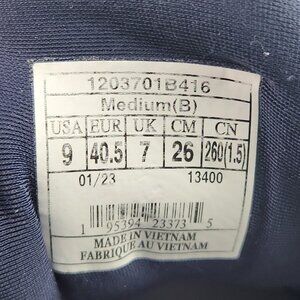 1203701B416
Medium(B)
USA EUR UK CM CN
9 40.5 7 26 260(1.5)
01/23 13400
1 95394 23373 5
MADE IN VIETNAM
FABRIQUE AU VIETNAM